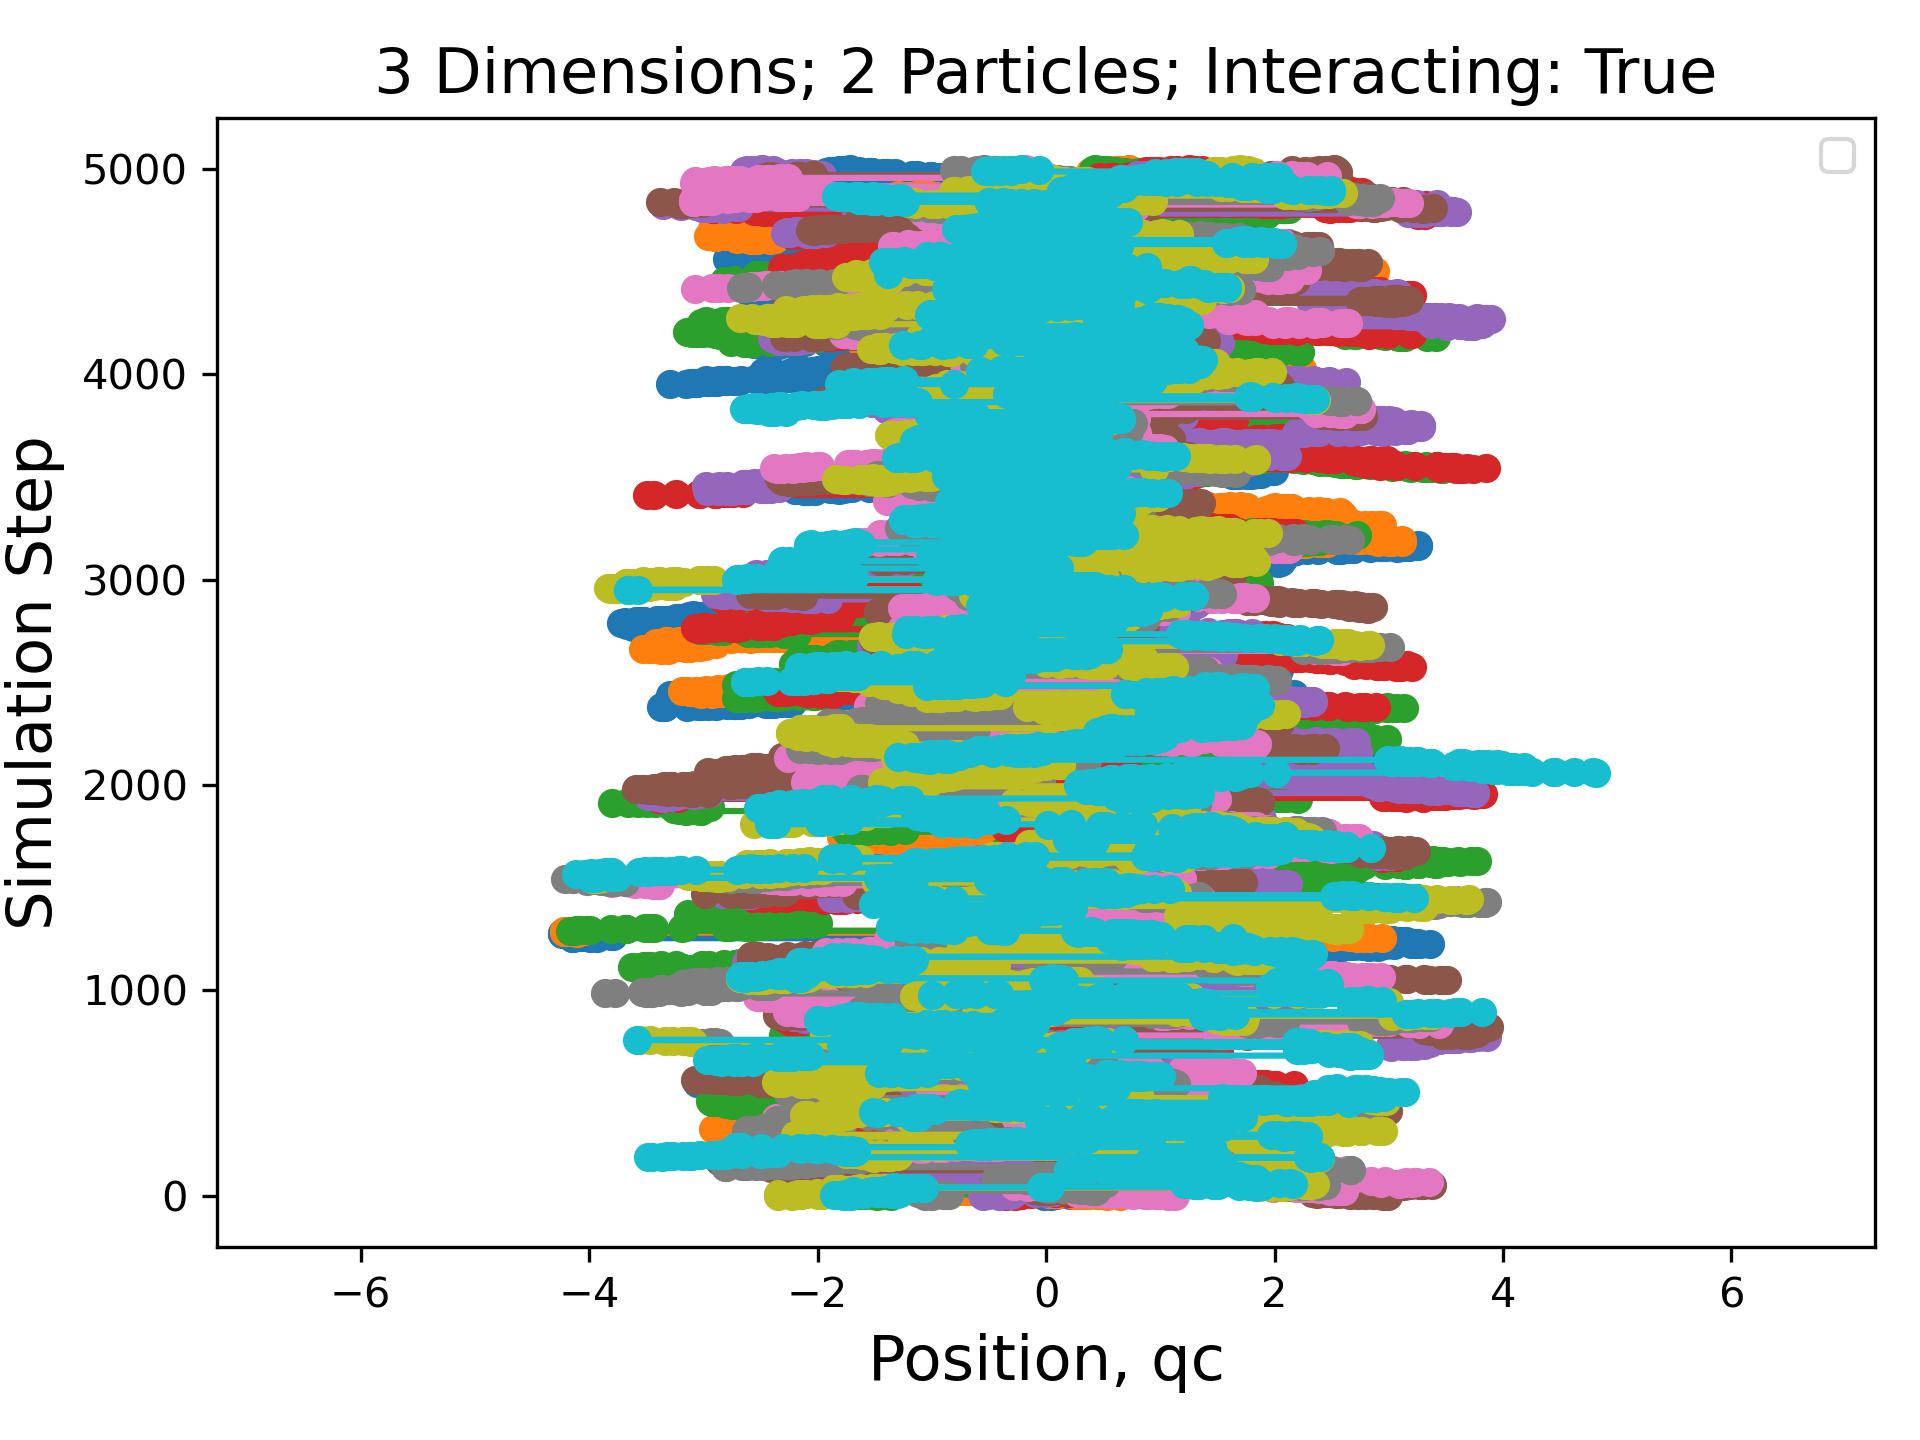 3 Dimensions; 2 Particles; Interacting: True
5000
4000
3000
2000
1000
0
Simulation Step
−6 −4 −2 0 2 4 6
Position, qc